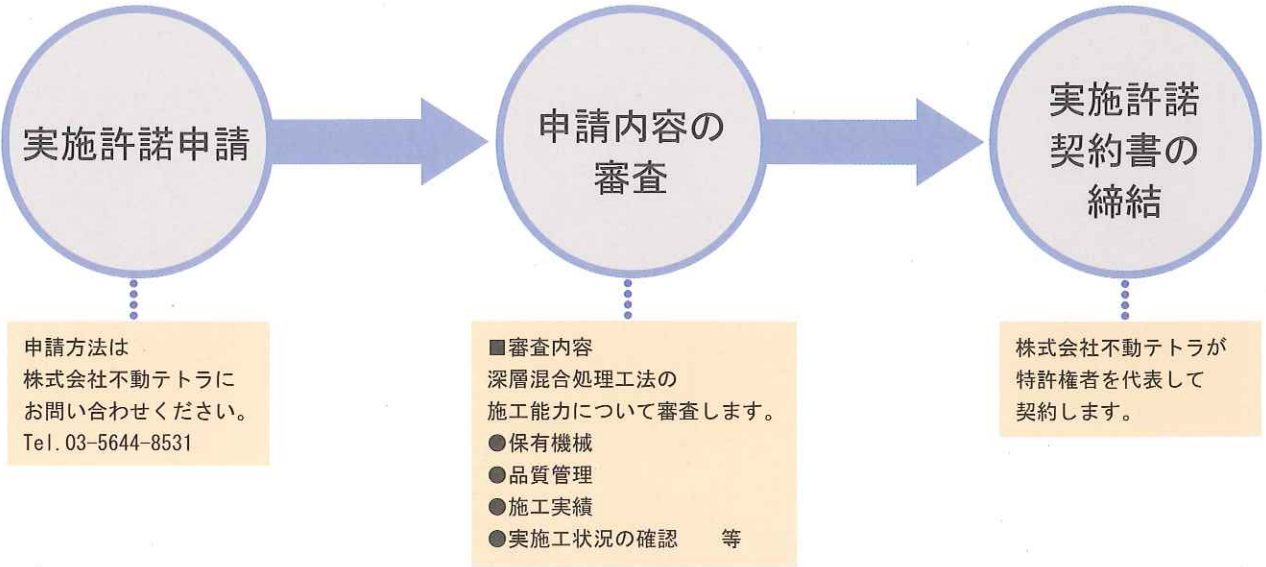 実施許諾申請
申請内容の
審査
実施許諾
契約書の
締結
申請方法は
株式会社不動テトラに
お問い合わせください。
Tel.03-5644-8531
■審査内容
深層混合処理工法の
施工能力について審査します。
●保有機械
●品質管理
●施工実績
●実施工状況の確認　等
株式会社不動テトラが
特許権者を代表して
契約します。